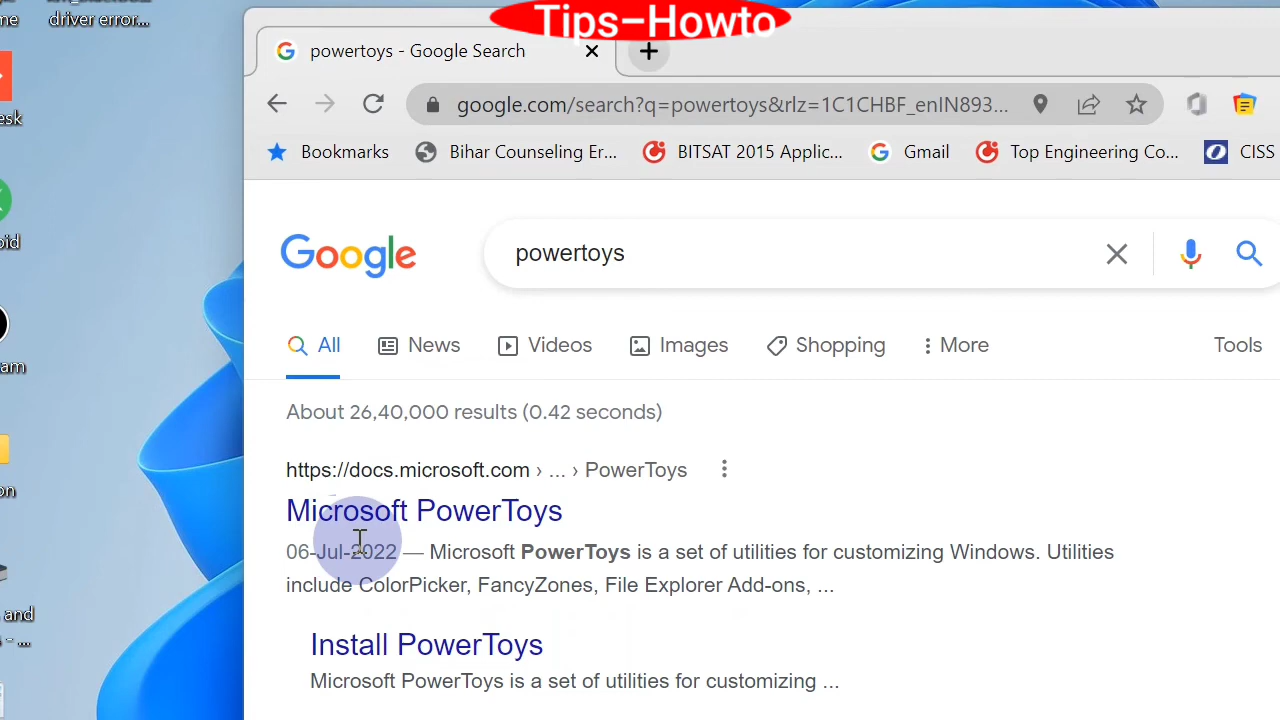 me
driver error...
Tips-Howto
powertoys - Google Search
esk
google.com/search?q=powertoys&rlz=1C1CHBF_enIN893...
Bookmarks
Bihar Counseling Er...
BITSAT 2015 Applic...
Gmail
Top Engineering Co...
CISS
oid
Google
powertoys
All
News
Videos
Images
Shopping
More
Tools
am
About 26,40,000 results (0.42 seconds)
https://docs.microsoft.com › ... › PowerToys
on
Microsoft PowerToys
06-Jul-2022 — Microsoft PowerToys is a set of utilities for customizing Windows. Utilities
include ColorPicker, FancyZones, File Explorer Add-ons, ...
and
- ...
Install PowerToys
Microsoft PowerToys is a set of utilities for customizing ...